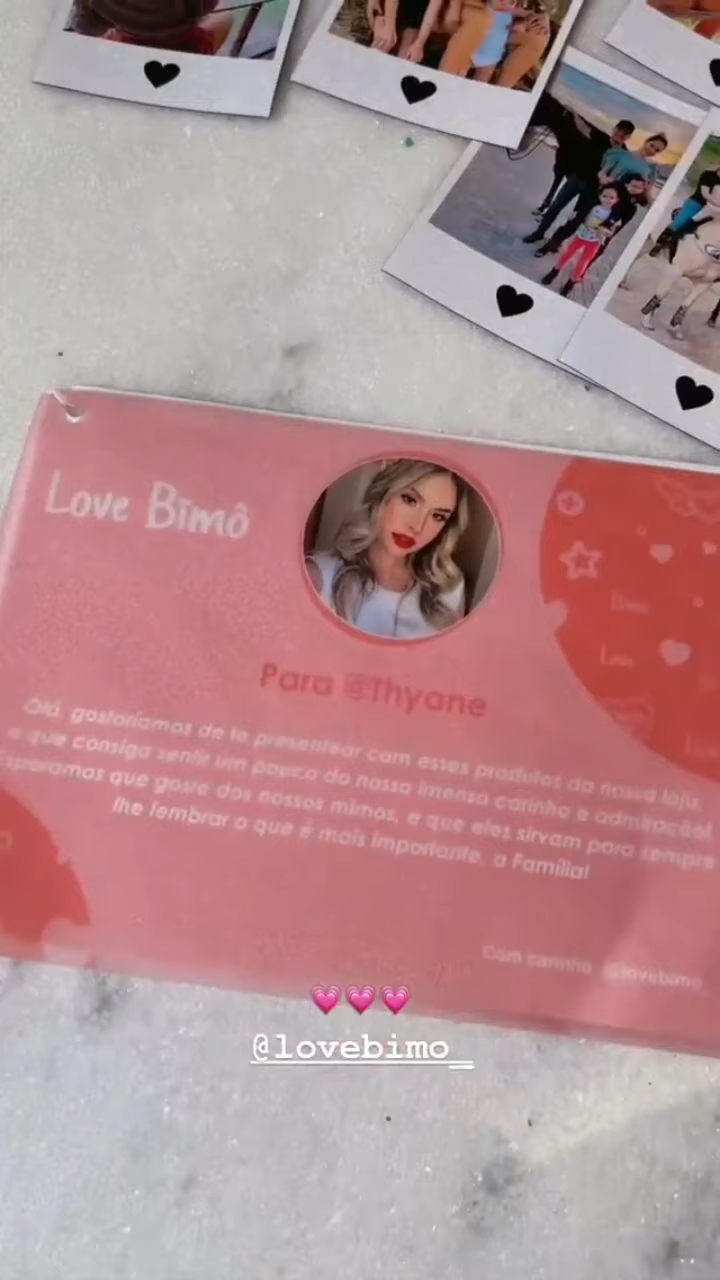 Love Bimô
Para @Thyane
Olá, gostaríamos de te presentear com esses produtos da nossa loja,
e que consiga sentir um pouco do nosso imenso carinho e admiração!
Esperamos que goste dos nossos mimos, e que eles sirvam para sempre
lhe lembrar o que é mais importante, a Família!
Com carinho @lovebimo_
💗💗💗
@lovebimo_